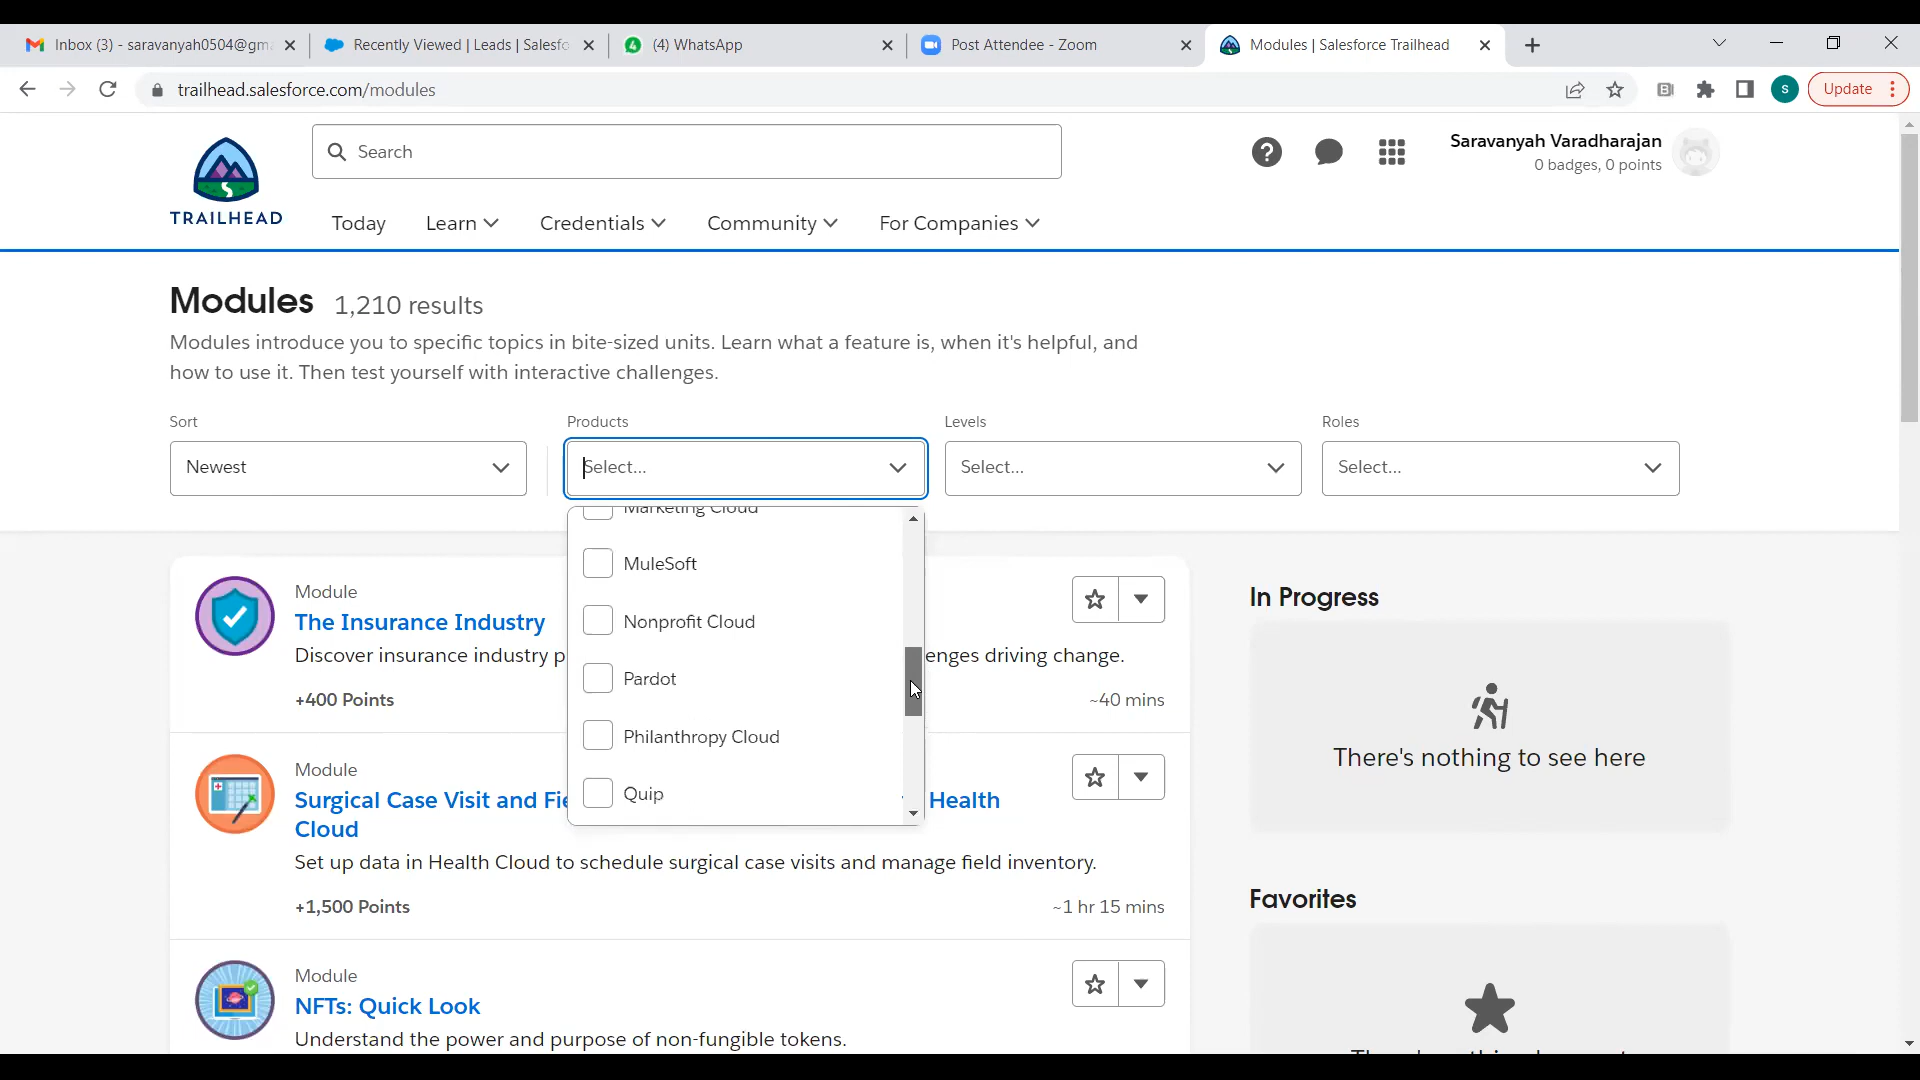 Inbox (3) - saravanyah0504@gm
Recently Viewed | Leads | Salesfo
(4) WhatsApp
Post Attendee - Zoom
Modules | Salesforce Trailhead
trailhead.salesforce.com/modules
S
Update
TRAILHEAD
Search
Saravanyah Varadharajan
0 badges, 0 points
Today
Learn
Credentials
Community
For Companies
Modules 1,210 results
Modules introduce you to specific topics in bite-sized units. Learn what a feature is, when it's helpful, and
how to use it. Then test yourself with interactive challenges.
Sort
Newest
Products
Select...
Levels
Select...
Roles
Select...
Marketing Cloud
MuleSoft
Nonprofit Cloud
Pardot
Philanthropy Cloud
Quip
Module
The Insurance Industry
Discover insurance industry p
enges driving change.
+400 Points
~40 mins
Module
Surgical Case Visit and Fie
Health
Cloud
Set up data in Health Cloud to schedule surgical case visits and manage field inventory.
+1,500 Points
~1 hr 15 mins
Module
NFTs: Quick Look
Understand the power and purpose of non-fungible tokens.
In Progress
There's nothing to see here
Favorites